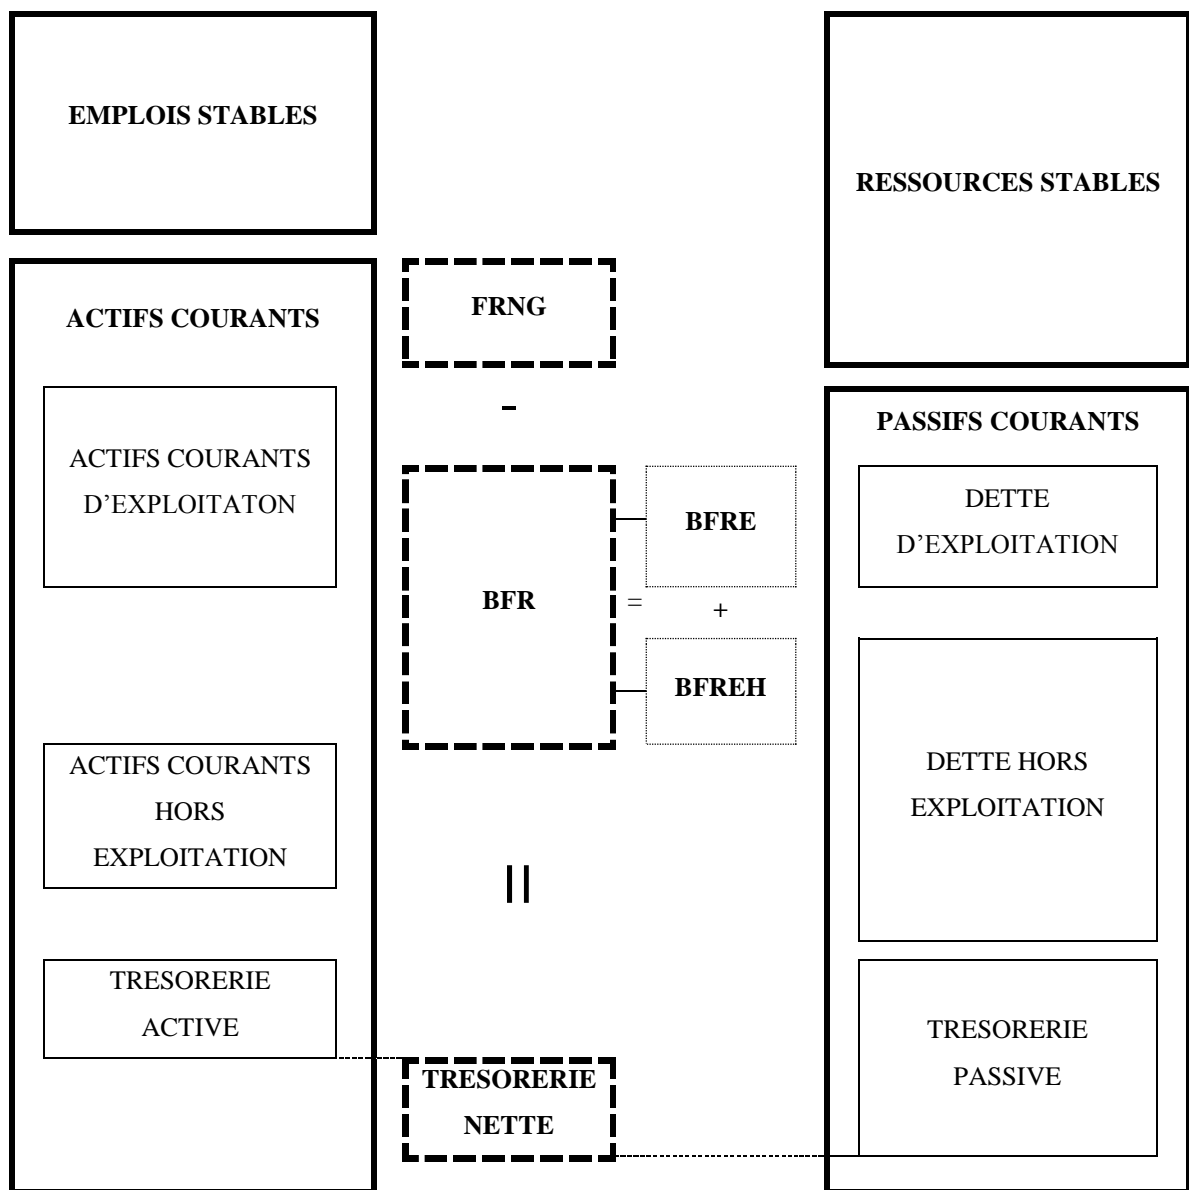 EMPLOIS STABLES
RESSOURCES STABLES
ACTIFS COURANTS
FRNG
-
PASSIFS COURANTS
ACTIFS COURANTS
D'EXPLOITATON
BFRE
DETTE
D'EXPLOITATION
BFR
=
+
BFREH
ACTIFS COURANTS
HORS
EXPLOITATION
DETTE HORS
EXPLOITATION
||
TRESORERIE
ACTIVE
TRESORERIE
NETTE
TRESORERIE
PASSIVE